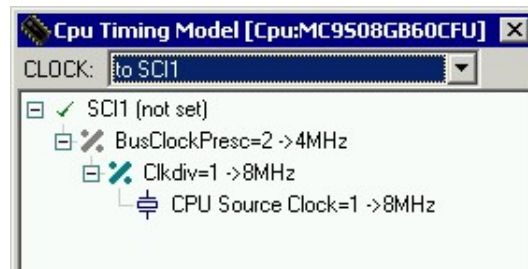 Cpu Timing Model [Cpu:MC9S08GB60CFU]
CLOCK: to SCI1
SCI1 (not set)
BusClockPresc=2 ->4MHz
Clkdiv=1 ->8MHz
CPU Source Clock=1 ->8MHz